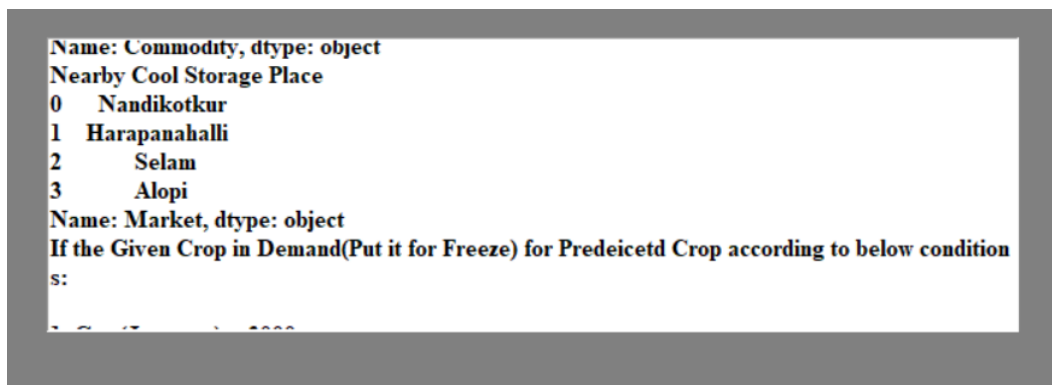 Name: Commodity, dtype: object
Nearby Cool Storage Place
0 Nandikotkur
1 Harapanahalli
2 Selam
3 Alopi
Name: Market, dtype: object
If the Given Crop in Demand(Put it for Freeze) for Predeicetd Crop according to below condition
s: